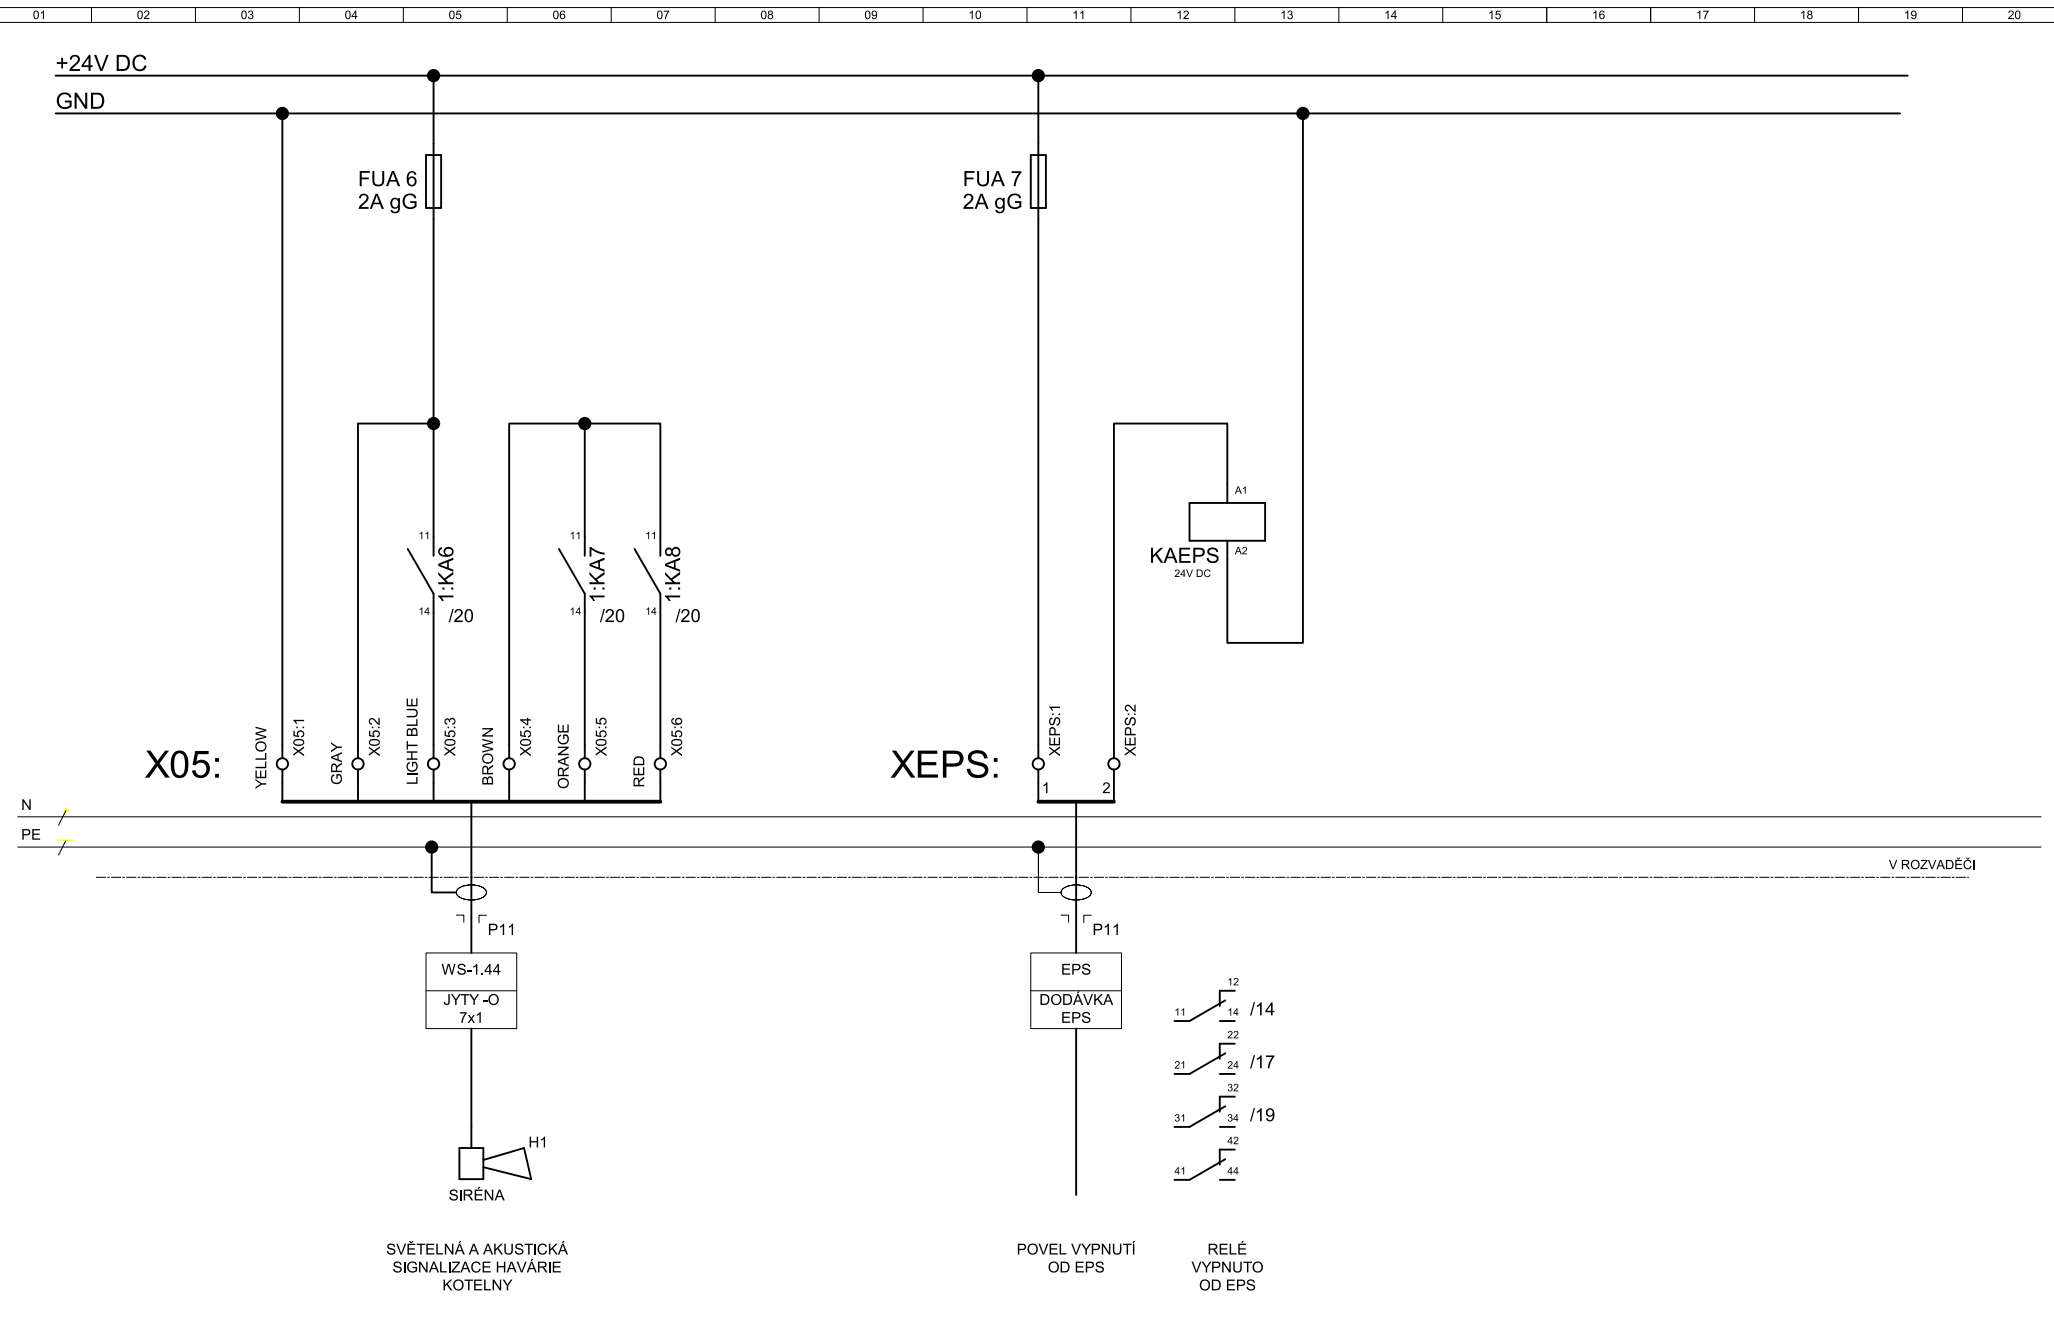 01 02 03 04 05 06 07 08 09 10 11 12 13 14 15 16 17 18 19 20
+24V DC
GND
FUA 6
2A gG
FUA 7
2A gG
11
1:KA6
14
/20
11
1:KA7
14
/20
11
1:KA8
14
/20
A1
KAEPS
A2
24V DC
X05:
YELLOW
X05:1
GRAY
X05:2
LIGHT BLUE
X05:3
BROWN
X05:4
ORANGE
X05:5
RED
X05:6
XEPS:
XEPS:1
XEPS:2
1
2
N
PE
V ROZVADĚČI
P11
P11
WS-1.44
JYTY -O
7x1
EPS
DODÁVKA
EPS
12
11 14 /14
22
21 24 /17
32
31 34 /19
42
41 44
H1
SIRÉNA
SVĚTELNÁ A AKUSTICKÁ
SIGNALIZACE HAVÁRIE
KOTELNY
POVEL VYPNUTÍ
OD EPS
RELÉ
VYPNUTO
OD EPS